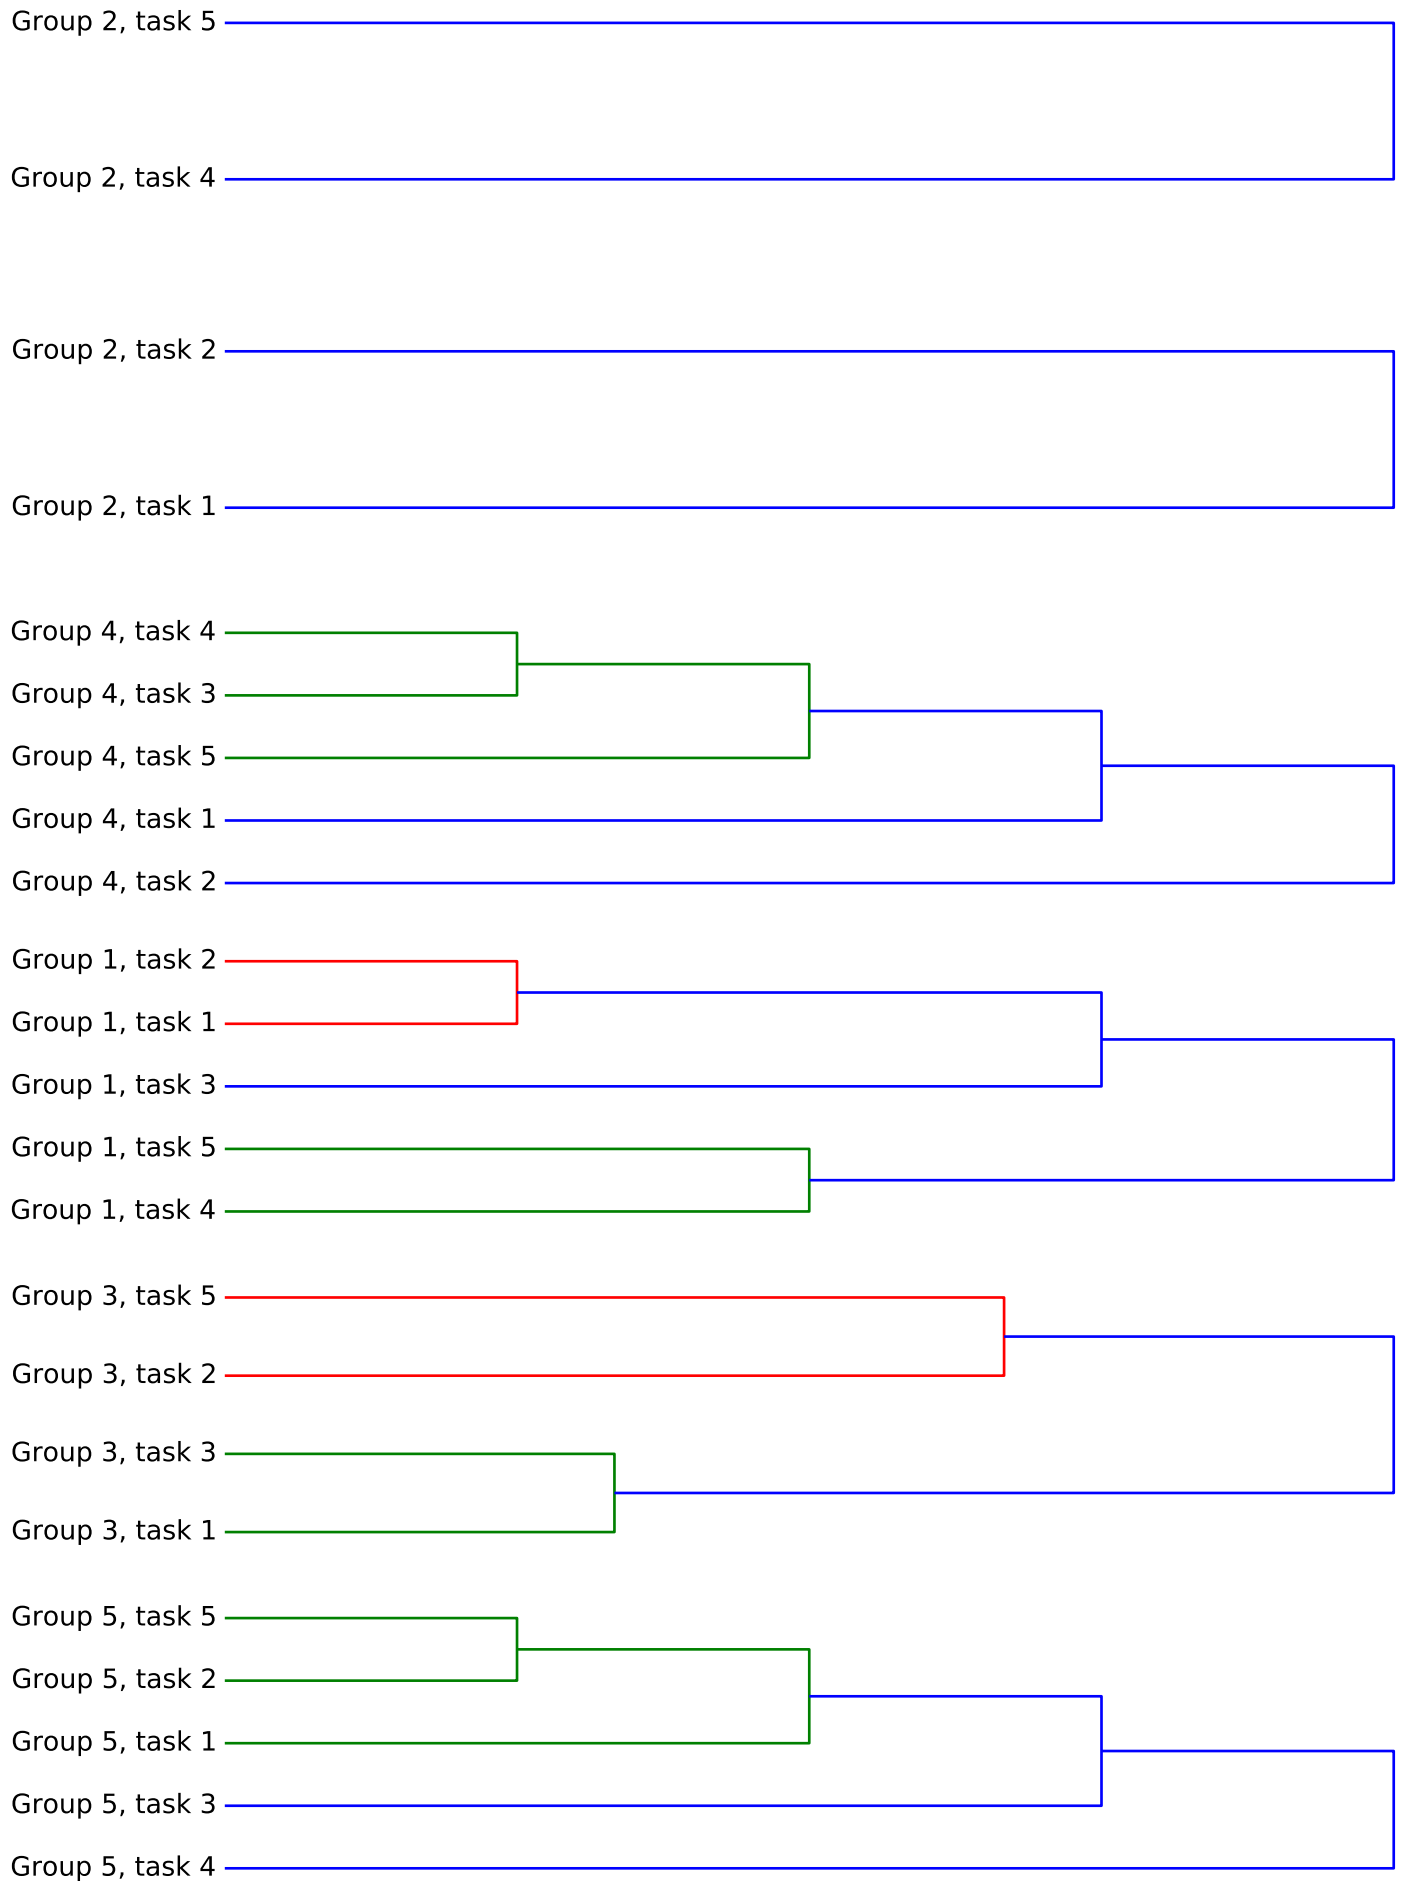 Group 2, task 5
Group 2, task 4
Group 2, task 2
Group 2, task 1
Group 4, task 4
Group 4, task 3
Group 4, task 5
Group 4, task 1
Group 4, task 2
Group 1, task 2
Group 1, task 1
Group 1, task 3
Group 1, task 5
Group 1, task 4
Group 3, task 5
Group 3, task 2
Group 3, task 3
Group 3, task 1
Group 5, task 5
Group 5, task 2
Group 5, task 1
Group 5, task 3
Group 5, task 4